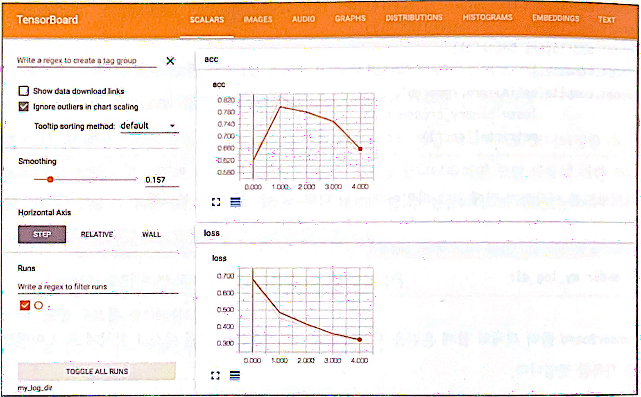 TensorBoard
SCALARS
IMAGES
AUDIO
GRAPHS
DISTRIBUTIONS
HISTOGRAMS
EMBEDDINGS
TEXT
Write a regex to create a tag group
Show data download links
Ignore outliers in chart scaling
Tooltip sorting method: default
Smoothing
0.157
Horizontal Axis
STEP
RELATIVE
WALL
Runs
Write a regex to filter runs
TOGGLE ALL RUNS
my_log_dir
acc
acc
0.820
0.780
0.740
0.700
0.660
0.620
0.580
0.000 1.000 2.000 3.000 4.000
loss
loss
0.700
0.600
0.500
0.400
0.300
0.000 1.000 2.000 3.000 4.000